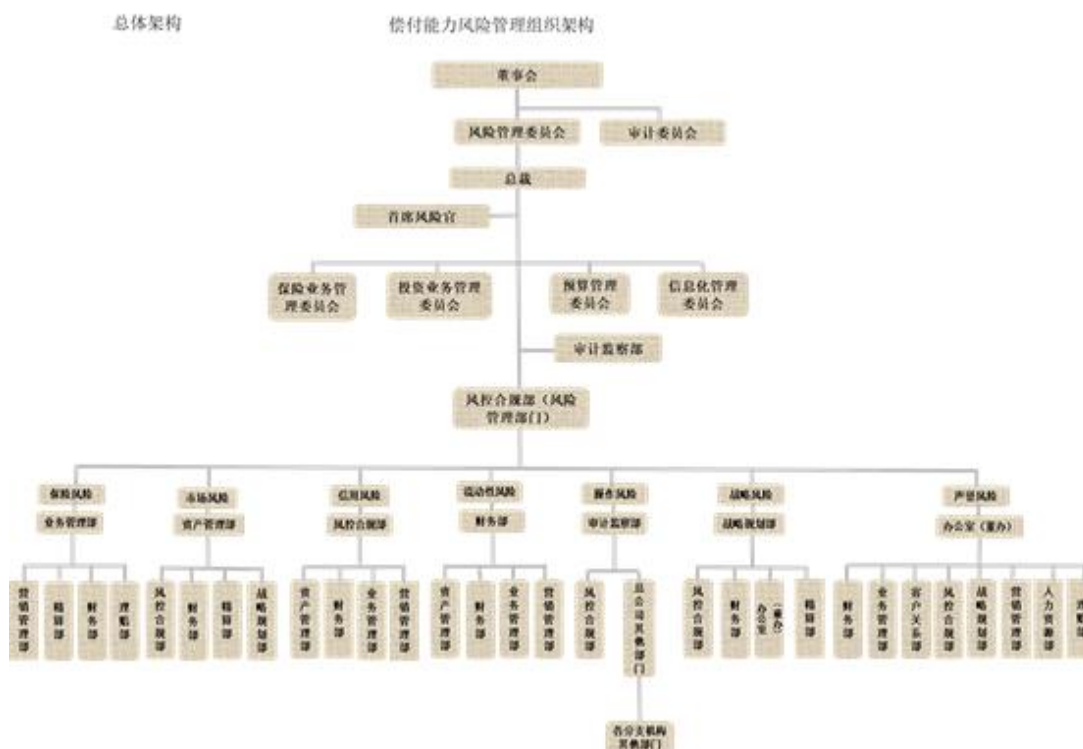 总体架构
偿付能力风险管理组织架构
董事会
风险管理委员会
审计委员会
总裁
首席风险官
保险业务管
理委员会
投资业务管理
委员会
预算管理
委员会
信息化管理
委员会
审计监察部
风控合规部（风险
管理部门）
保险风险
市场风险
信用风险
流动性风险
操作风险
战略风险
声誉风险
业务管理部
资产管理部
风控合规部
财务部
审计监察部
战略规划部
办公室（董办）
营销管理部
精算部
财务部
理赔部
风控合规部
财务部
精算部
战略规划部
资产管理部
财务部
业务管理部
营销管理部
资产管理部
财务部
业务管理部
营销管理部
风控合规部
总公司其他部门
风控合规部
财务部
办公室
（董办）
精算部
财务部
业务管理部
客户关系部
风控合规部
战略规划部
营销管理部
人力资源部
各分支机构
其他部门